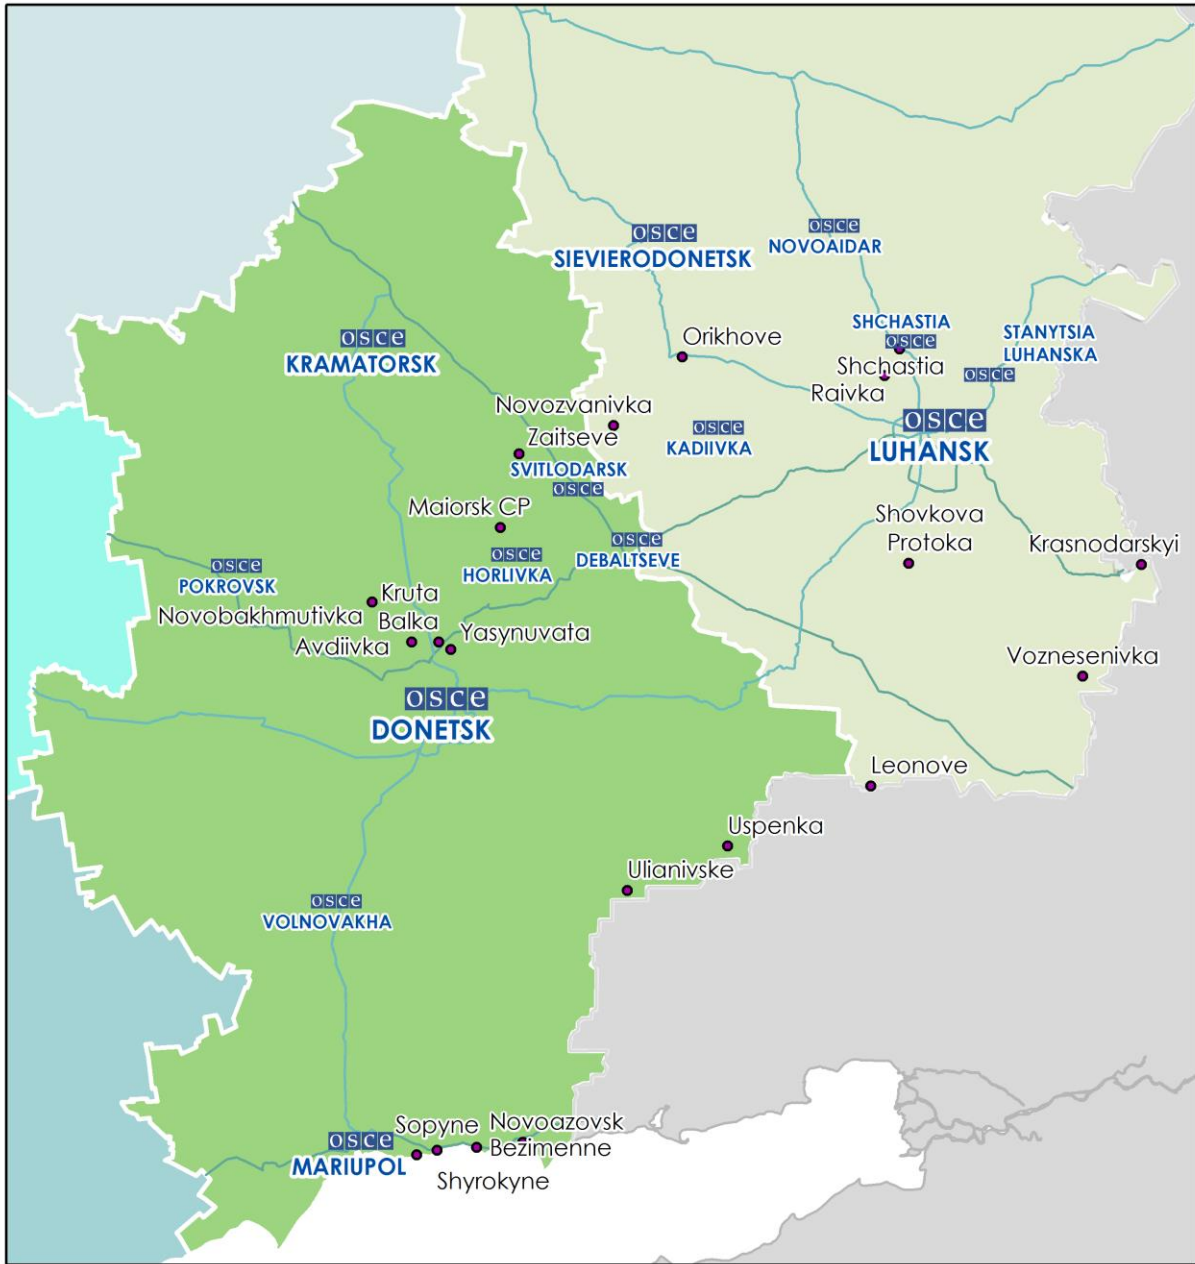 osce
SIEVIERODONETSK
osce
NOVOAIDAR
SHCHASTIA
osce
STANYTSIA
LUHANSKA
osce
osce
KRAMATORSK
Orikhove
Shchastia
Raivka
Novozvanivka
Zaitseve
osce
KADIIVKA
osce
LUHANSK
SVITLODARSK
osce
Maiorsk CP
osce
HORLIVKA
osce
DEBALTSEVE
Shovkova
Protoka
Krasnodarskyi
osce
POKROVSK
Novobakhmutivka
Kruta
Balka
Avdiivka
Yasynuvata
Voznesenivka
osce
DONETSK
Leonove
Uspenka
Ulianivske
osce
VOLNOVAKHA
osce
MARIUPOL
Sopyne
Shyrokyne
Novoazovsk
Bezimenne